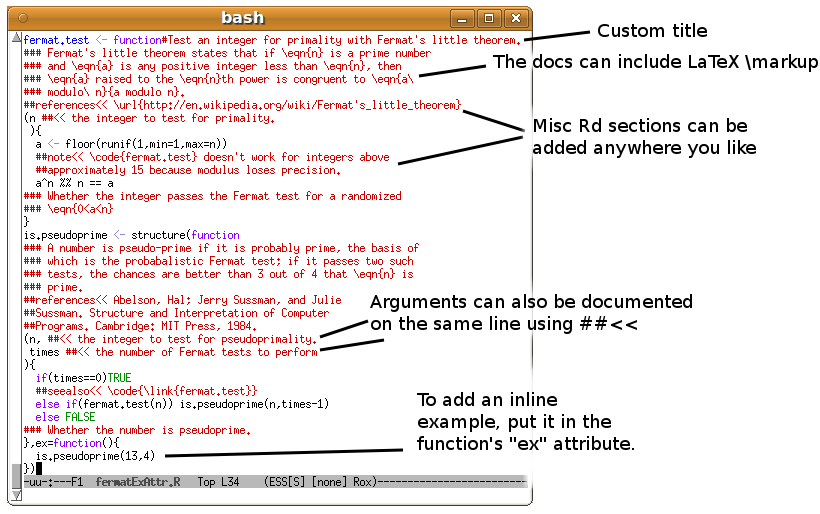 bash
fermat.test <- function#Test an integer for primality with Fermat's little theorem.
### Fermat's little theorem states that if \eqn{n} is a prime number
### and \eqn{a} is any positive integer less than \eqn{n}, then
### \eqn{a} raised to the \eqn{n}th power is congruent to \eqn{a\
### modulo\ n}{a modulo n}.
##references<< \url{http://en.wikipedia.org/wiki/Fermat's_little_theorem}
(n ##<< the integer to test for primality.
){
a <- floor(runif(1,min=1,max=n))
##note<< \code{fermat.test} doesn't work for integers above
##approximately 15 because modulus loses precision.
a^n %% n == a
### Whether the integer passes the Fermat test for a randomized
### \eqn{0<a<n}
}
is.pseudoprime <- structure(function
### A number is pseudo-prime if it is probably prime, the basis of
### which is the probabalistic Fermat test; if it passes two such
### tests, the chances are better than 3 out of 4 that \eqn{n} is
### prime.
##references<< Abelson, Hal; Jerry Sussman, and Julie
##Sussman. Structure and Interpretation of Computer
##Programs. Cambridge: MIT Press, 1984.
(n, ##<< the integer to test for pseudoprimality.
times ##<< the number of Fermat tests to perform
){
if(times==0)TRUE
##seealso<< \code{\link{fermat.test}}
else if(fermat.test(n)) is.pseudoprime(n,times-1)
else FALSE
### Whether the number is pseudoprime.
},ex=function(){
is.pseudoprime(13,4)
})
-uu-:---F1 fermatExAttr.R Top L34 (ESS[S] [none] Rox)------------------------
Custom title
The docs can include LaTeX \markup
Misc Rd sections can be
added anywhere you like
Arguments can also be documented
on the same line using ##<<
To add an inline
example, put it in the
function's "ex" attribute.